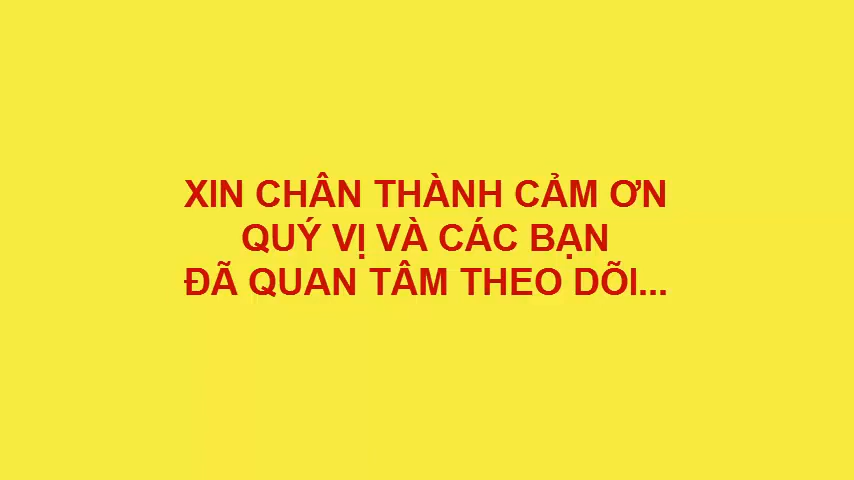 XIN CHÂN THÀNH CẢM ƠN
QUÝ VỊ VÀ CÁC BẠN
ĐÃ QUAN TÂM THEO DÕI...